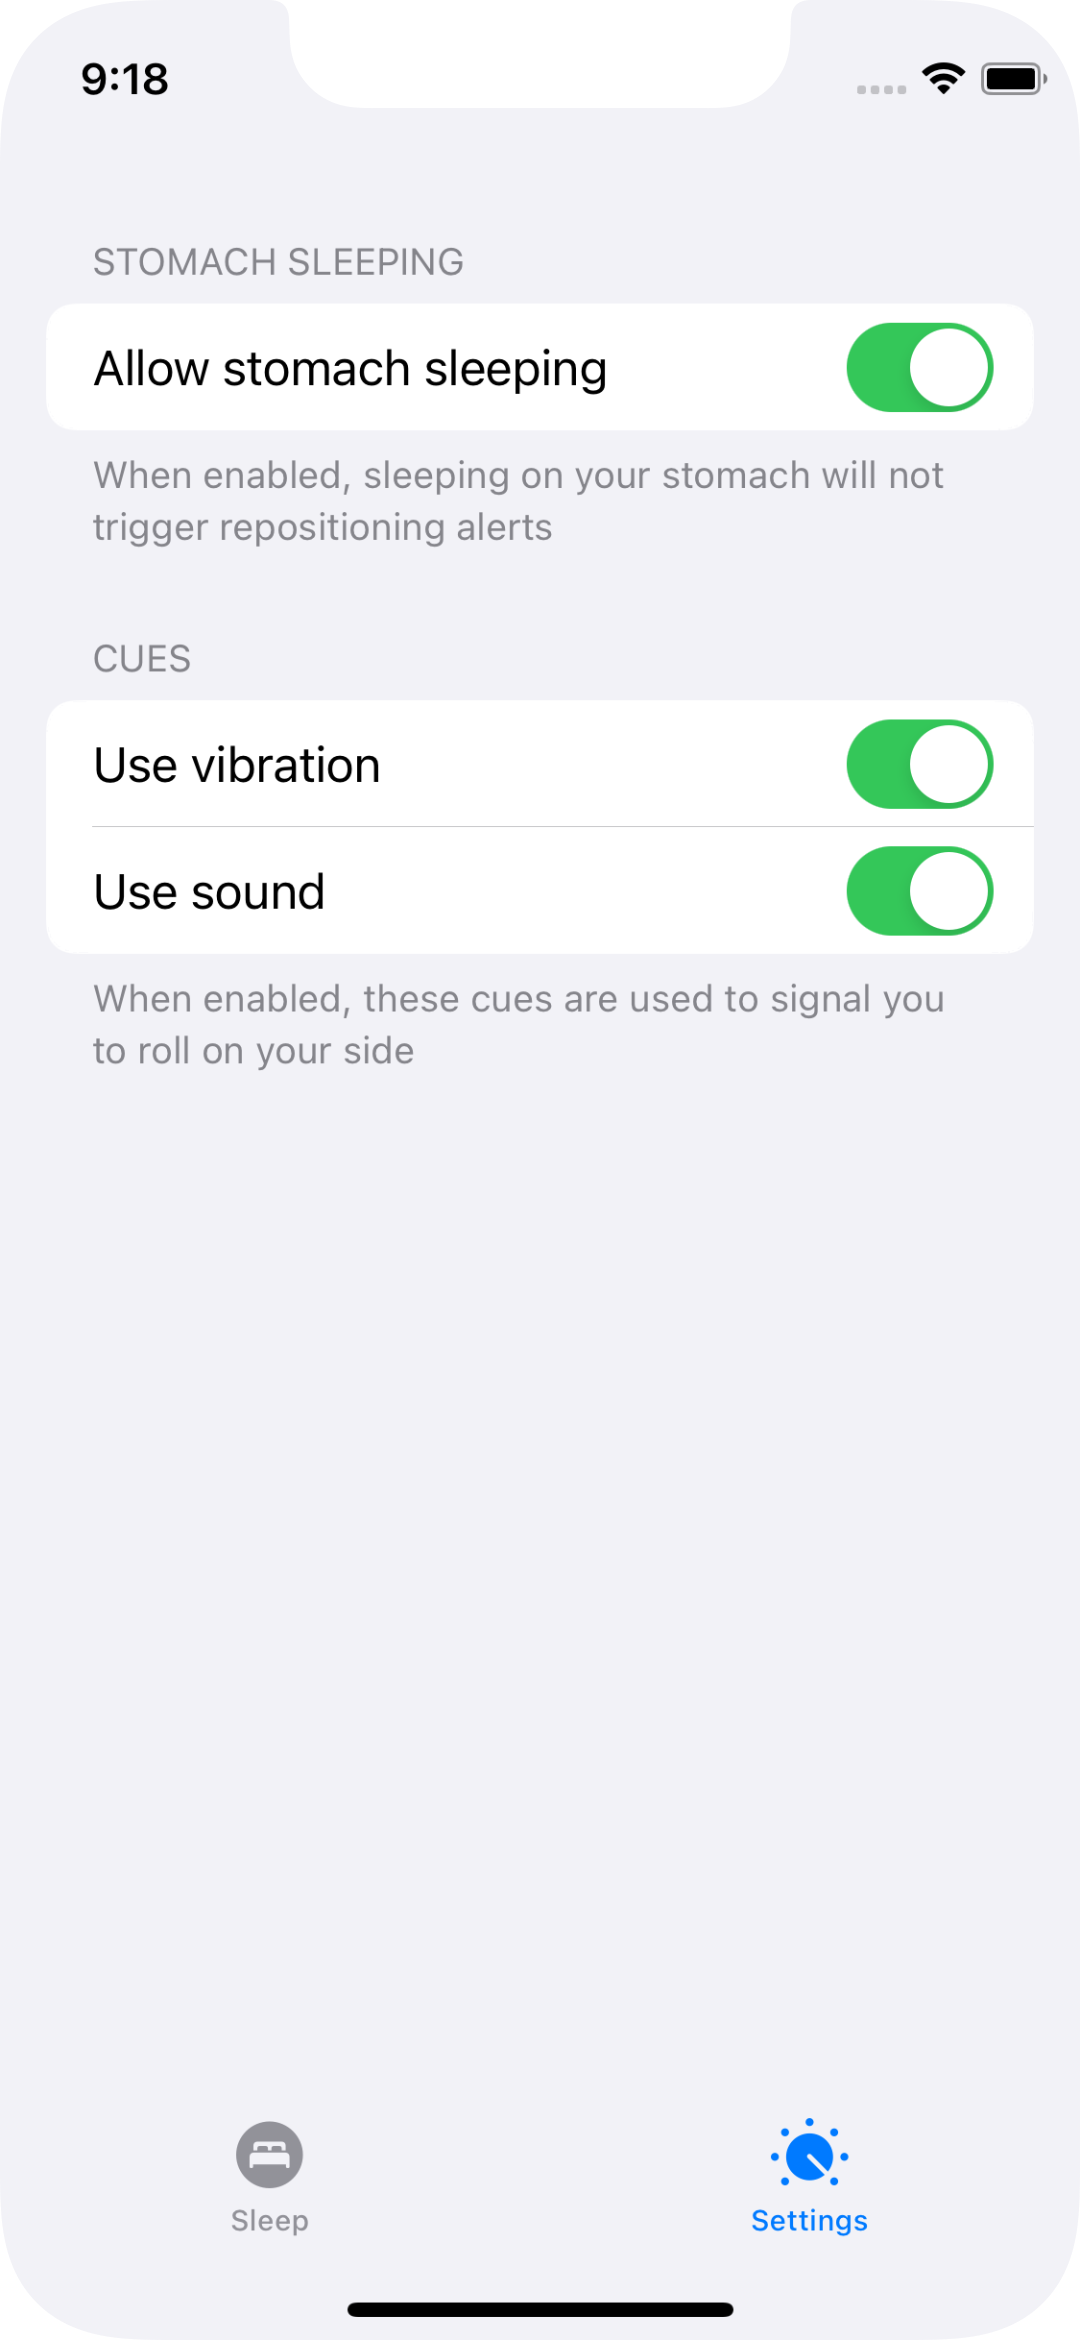 9:18
STOMACH SLEEPING
Allow stomach sleeping
When enabled, sleeping on your stomach will not
trigger repositioning alerts
CUES
Use vibration
Use sound
When enabled, these cues are used to signal you
to roll on your side
Sleep
Settings